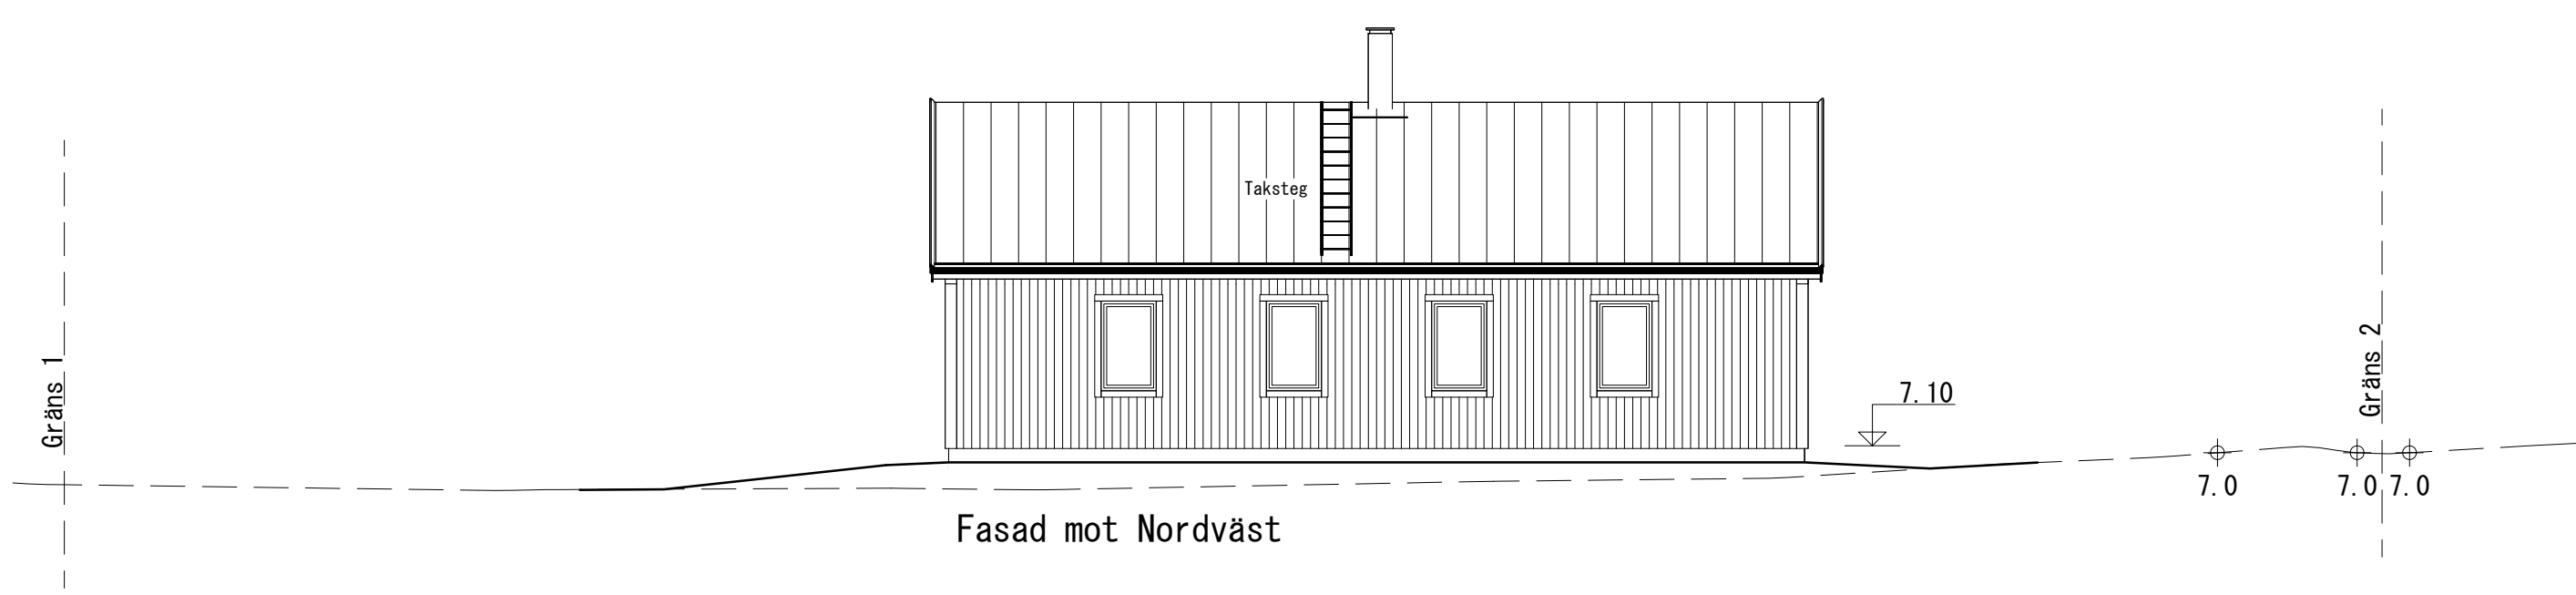 Taksteg
Gräns 1
7.10
Gräns 2
7.0
7.0
7.0
Fasad mot Nordväst